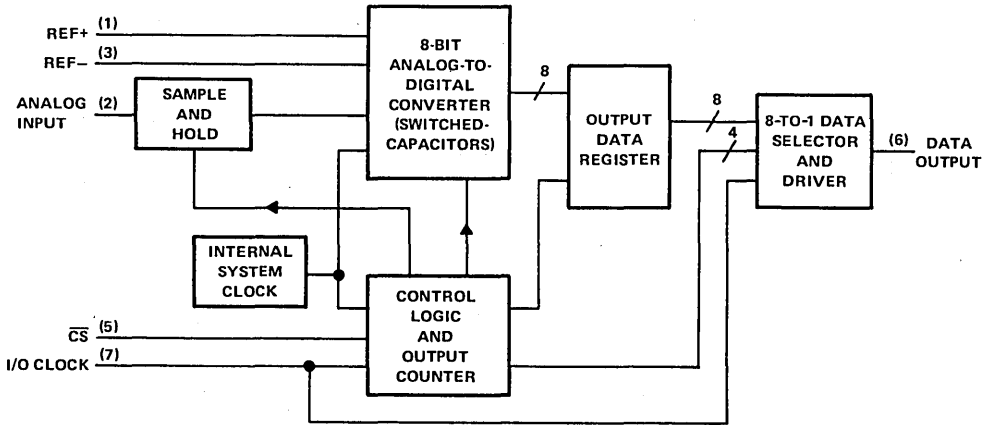 REF+ (1)
REF− (3)
ANALOG
INPUT
(2)
SAMPLE
AND
HOLD
8-BIT
ANALOG-TO-
DIGITAL
CONVERTER
(SWITCHED-
CAPACITORS)
8
OUTPUT
DATA
REGISTER
8
4
8-TO-1 DATA
SELECTOR
AND
DRIVER
(6)
DATA
OUTPUT
INTERNAL
SYSTEM
CLOCK
CONTROL
LOGIC
AND
OUTPUT
COUNTER
C̅S̅ (5)
I/O CLOCK (7)